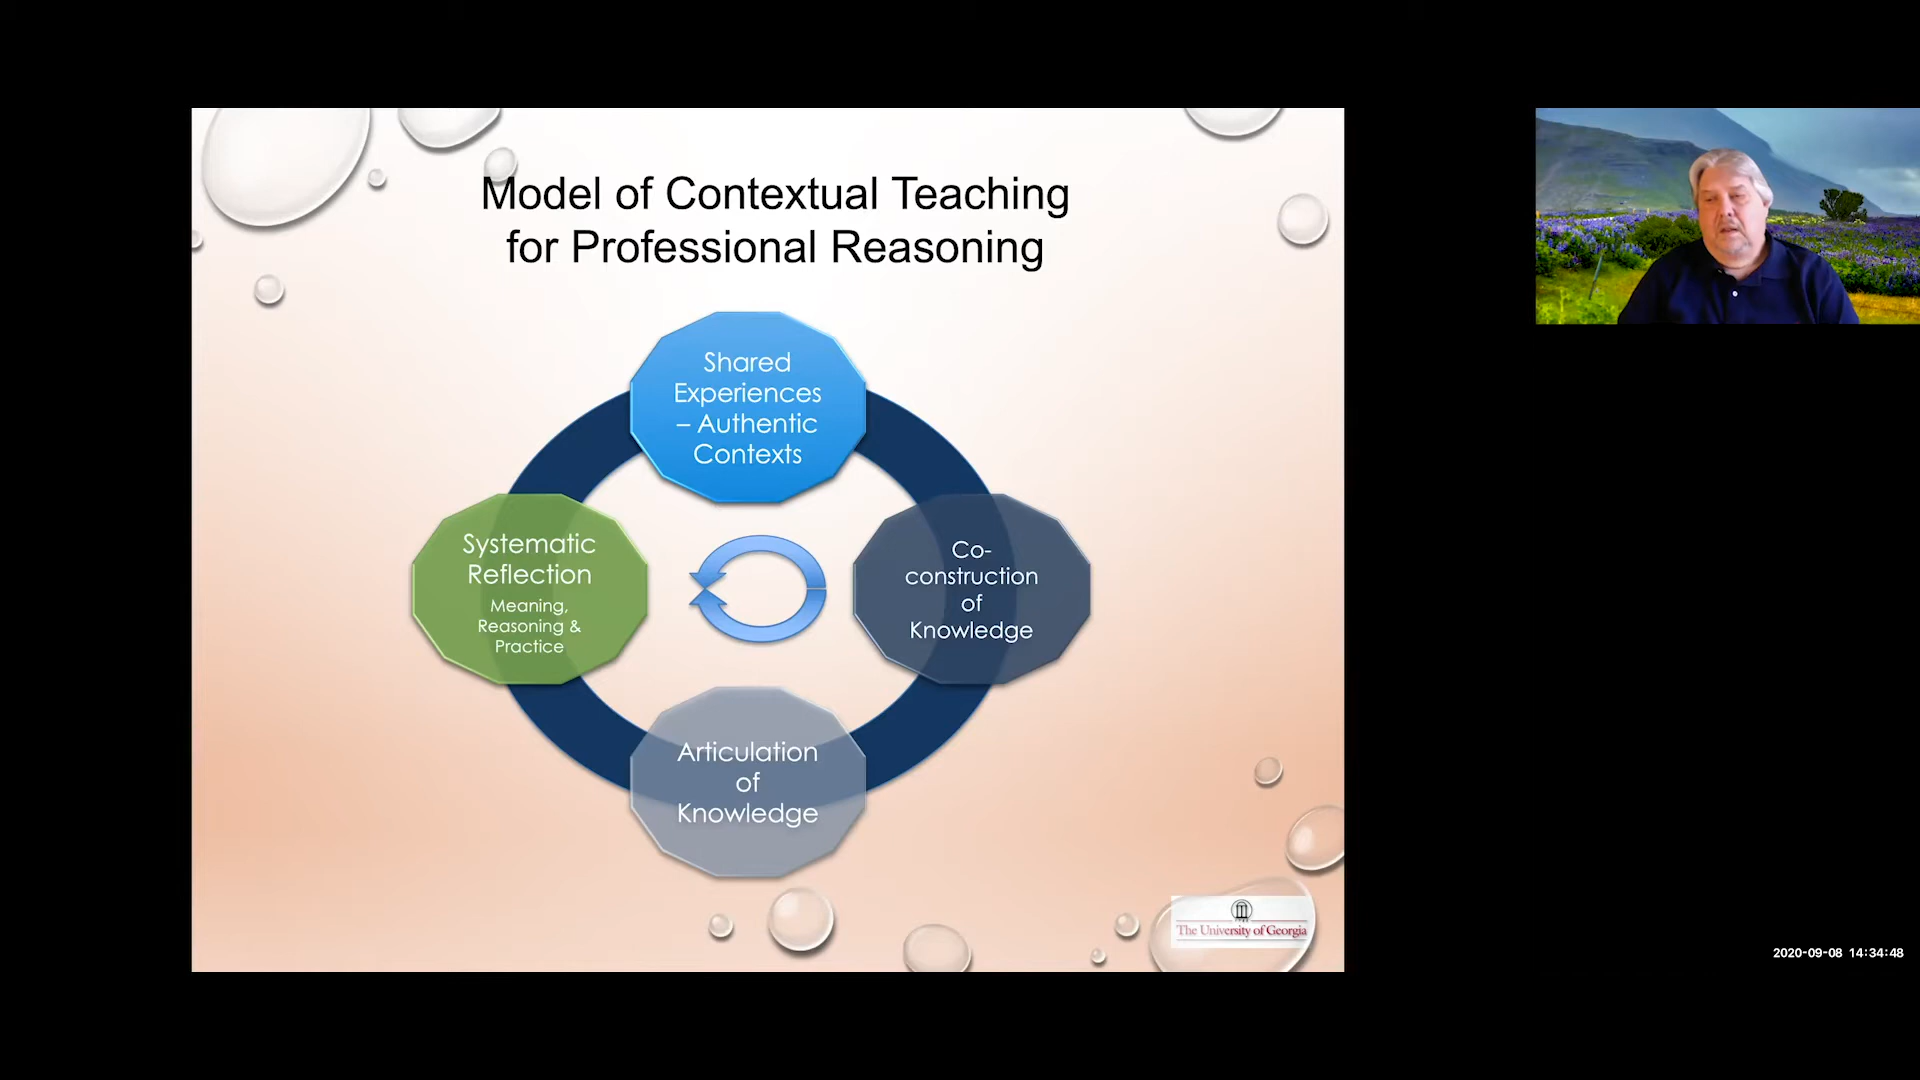 Model of Contextual Teaching
for Professional Reasoning
Shared
Experiences
– Authentic
Contexts
Systematic
Reflection
Meaning,
Reasoning &
Practice
Co-
construction
of
Knowledge
Articulation
of
Knowledge
The University of Georgia
2020-09-08 14:34:48